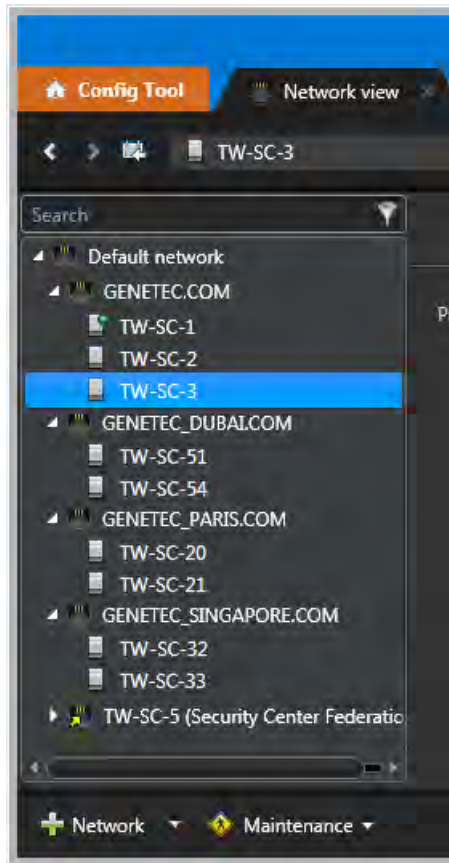 Config Tool
Network view
TW-SC-3
Search
Default network
GENETEC.COM
TW-SC-1
TW-SC-2
TW-SC-3
GENETEC_DUBAI.COM
TW-SC-51
TW-SC-54
GENETEC_PARIS.COM
TW-SC-20
TW-SC-21
GENETEC_SINGAPORE.COM
TW-SC-32
TW-SC-33
TW-SC-5 (Security Center Federatio
Network
Maintenance